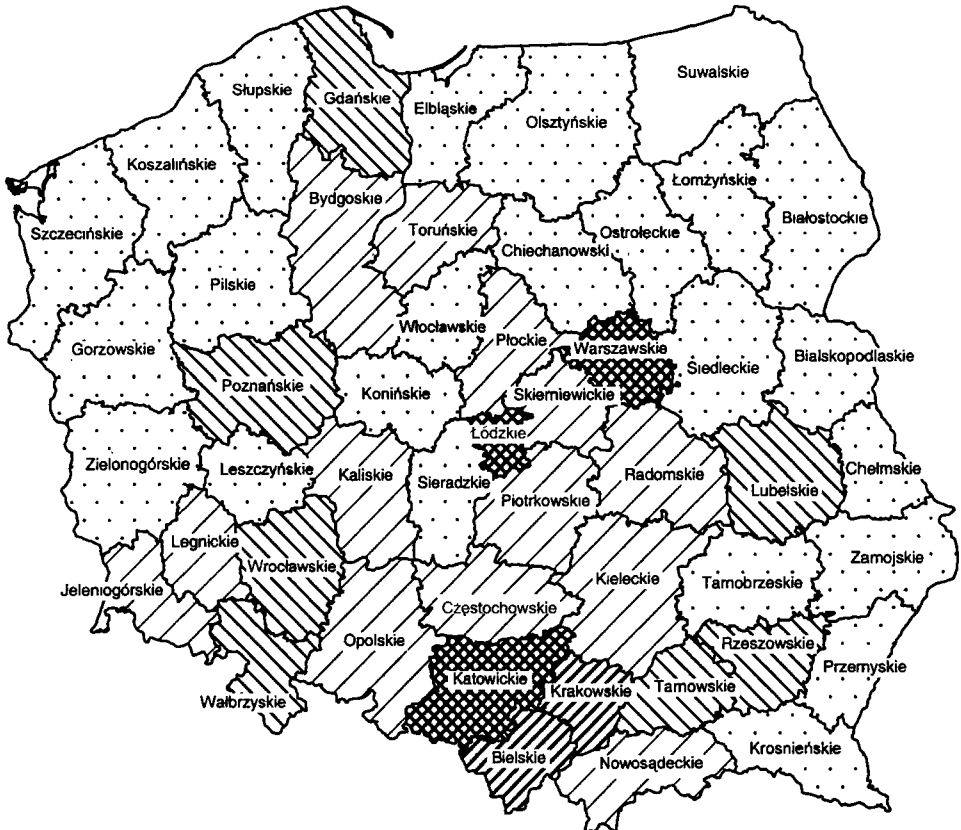 Suwalskie
Słupskie
Gdańskie
Elbląskie
Olsztyńskie
Koszalińskie
Łomżyńskie
Bydgoskie
Białostockie
Szczecińskie
Toruńskie
Ostrołeckie
Chiechanowski
Pilskie
Włocławskie
Płockie
Warszawskie
Gorzowskie
Bialskopodlaskie
Siedleckie
Poznańskie
Konińskie
Skierniewickie
Łódzkie
Zielonogórskie
Leszczyńskie
Kaliskie
Sieradzkie
Piotrkowskie
Radomskie
Lubelskie
Chełmskie
Legnickie
Wrocławskie
Zamojskie
Kieleckie
Tarnobrzeskie
Jeleniogórskie
Częstochowskie
Opolskie
Rzeszowskie
Przemyskie
Katowickie
Krakowskie
Tarnowskie
Wałbrzyskie
Krosnieńskie
Bielskie
Nowosądeckie